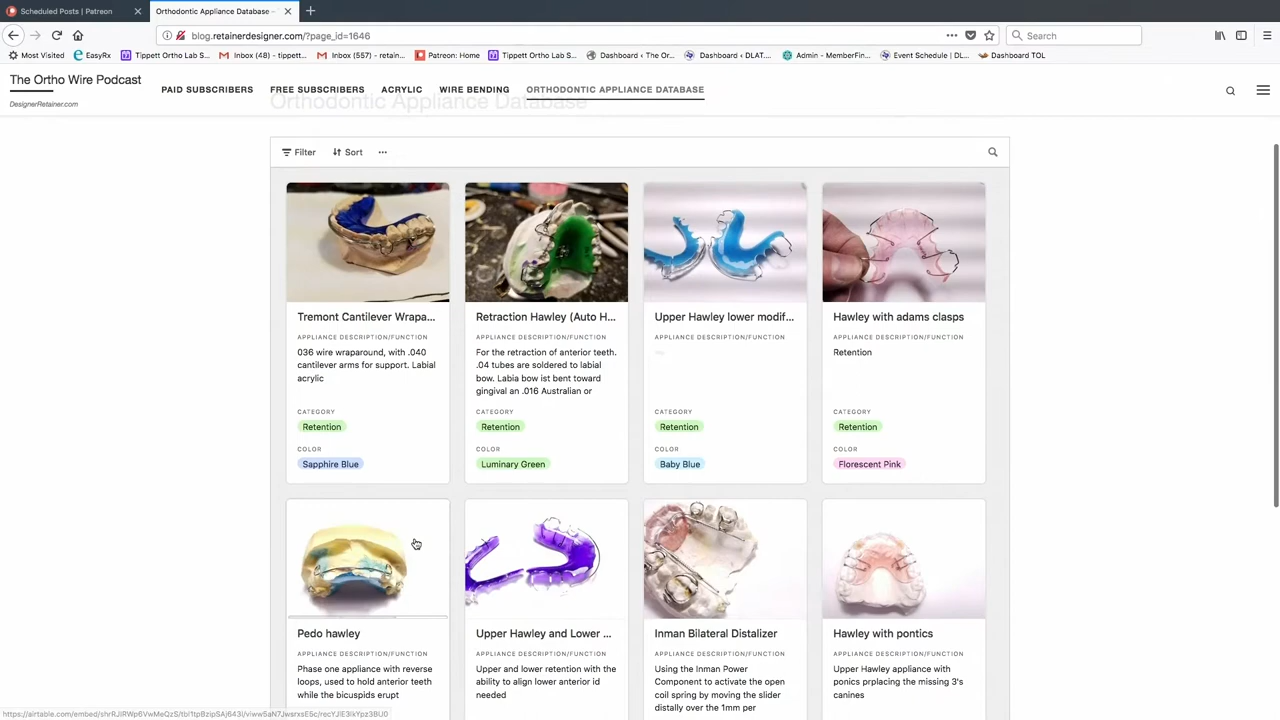 Scheduled Posts | Patreon
Orthodontic Appliance Database –
blog.retainerdesigner.com/?page_id=1646
Search
Most Visited
EasyRx
Tippett Ortho Lab S...
Inbox (48) - tippett...
Inbox (557) - retain...
Patreon: Home
Tippett Ortho Lab S...
Dashboard ‹ The Or...
Dashboard ‹ DLAT...
Admin - MemberFin...
Event Schedule | DL...
Dashboard TOL
The Ortho Wire Podcast
DesignerRetainer.com
PAID SUBSCRIBERS
FREE SUBSCRIBERS
ACRYLIC
WIRE BENDING
ORTHODONTIC APPLIANCE DATABASE
Orthodontic Appliance Database
Filter
Sort
Tremont Cantilever Wrapa...
APPLIANCE DESCRIPTION/FUNCTION
036 wire wraparound, with .040
cantilever arms for support. Labial
acrylic
CATEGORY
Retention
COLOR
Sapphire Blue
Retraction Hawley (Auto H...
APPLIANCE DESCRIPTION/FUNCTION
For the retraction of anterior teeth.
.04 tubes are soldered to labial
bow. Labia bow ist bent toward
gingival an .016 Australian or
CATEGORY
Retention
COLOR
Luminary Green
Upper Hawley lower modif...
APPLIANCE DESCRIPTION/FUNCTION
CATEGORY
Retention
COLOR
Baby Blue
Hawley with adams clasps
APPLIANCE DESCRIPTION/FUNCTION
Retention
CATEGORY
Retention
COLOR
Florescent Pink
Pedo hawley
APPLIANCE DESCRIPTION/FUNCTION
Phase one appliance with reverse
loops, used to hold anterior teeth
while the bicuspids erupt
Upper Hawley and Lower ...
APPLIANCE DESCRIPTION/FUNCTION
Upper and lower retention with the
ability to align lower anterior id
needed
Inman Bilateral Distalizer
APPLIANCE DESCRIPTION/FUNCTION
Using the Inman Power
Component to activate the open
coil spring by moving the slider
distally over the 1mm per
Hawley with pontics
APPLIANCE DESCRIPTION/FUNCTION
Upper Hawley appliance with
ponics prplacing the missing 3's
canines